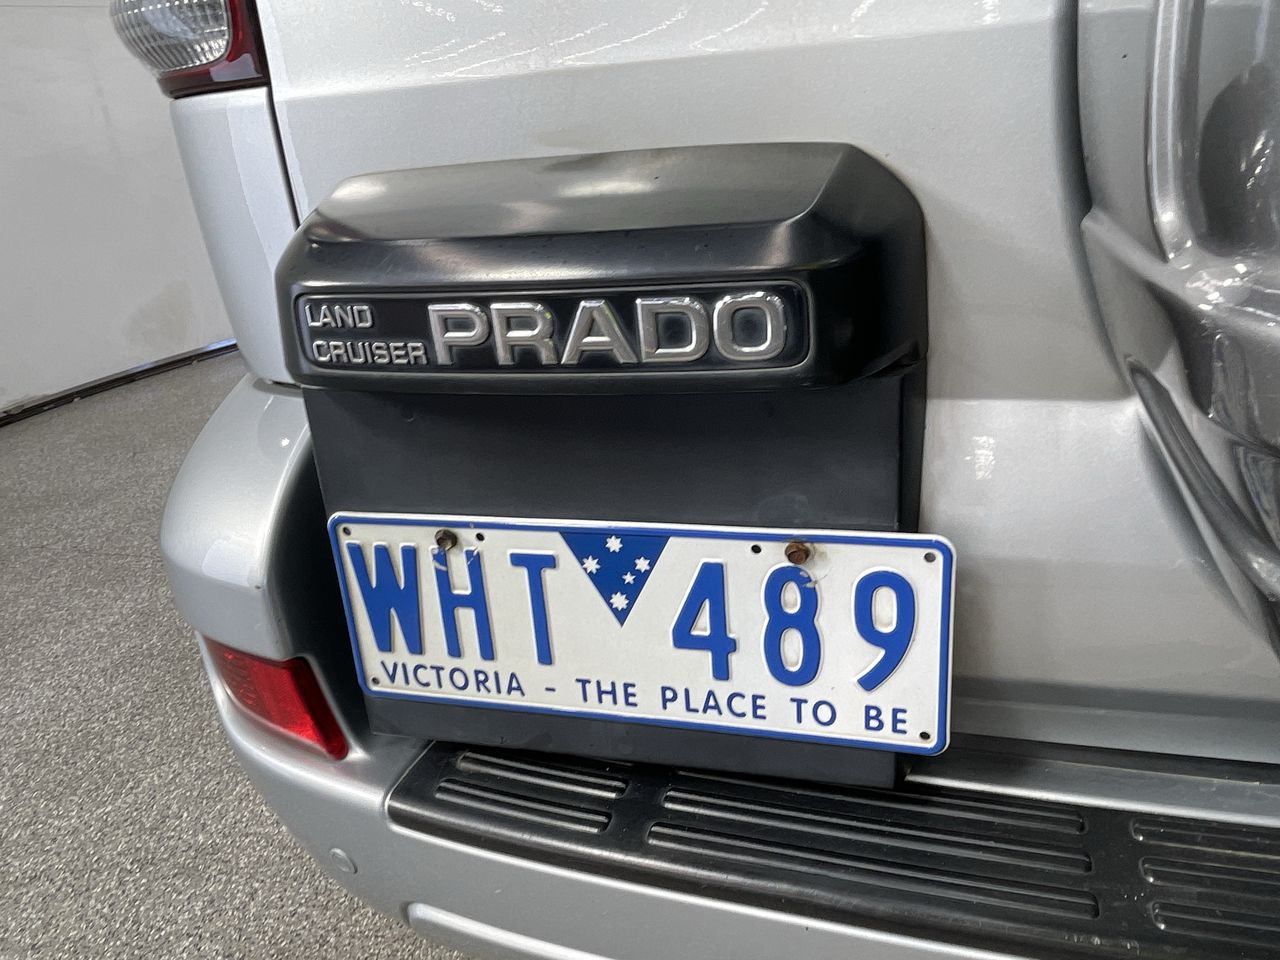 LAND
CRUISER PRADO
WHT 489
VICTORIA - THE PLACE TO BE